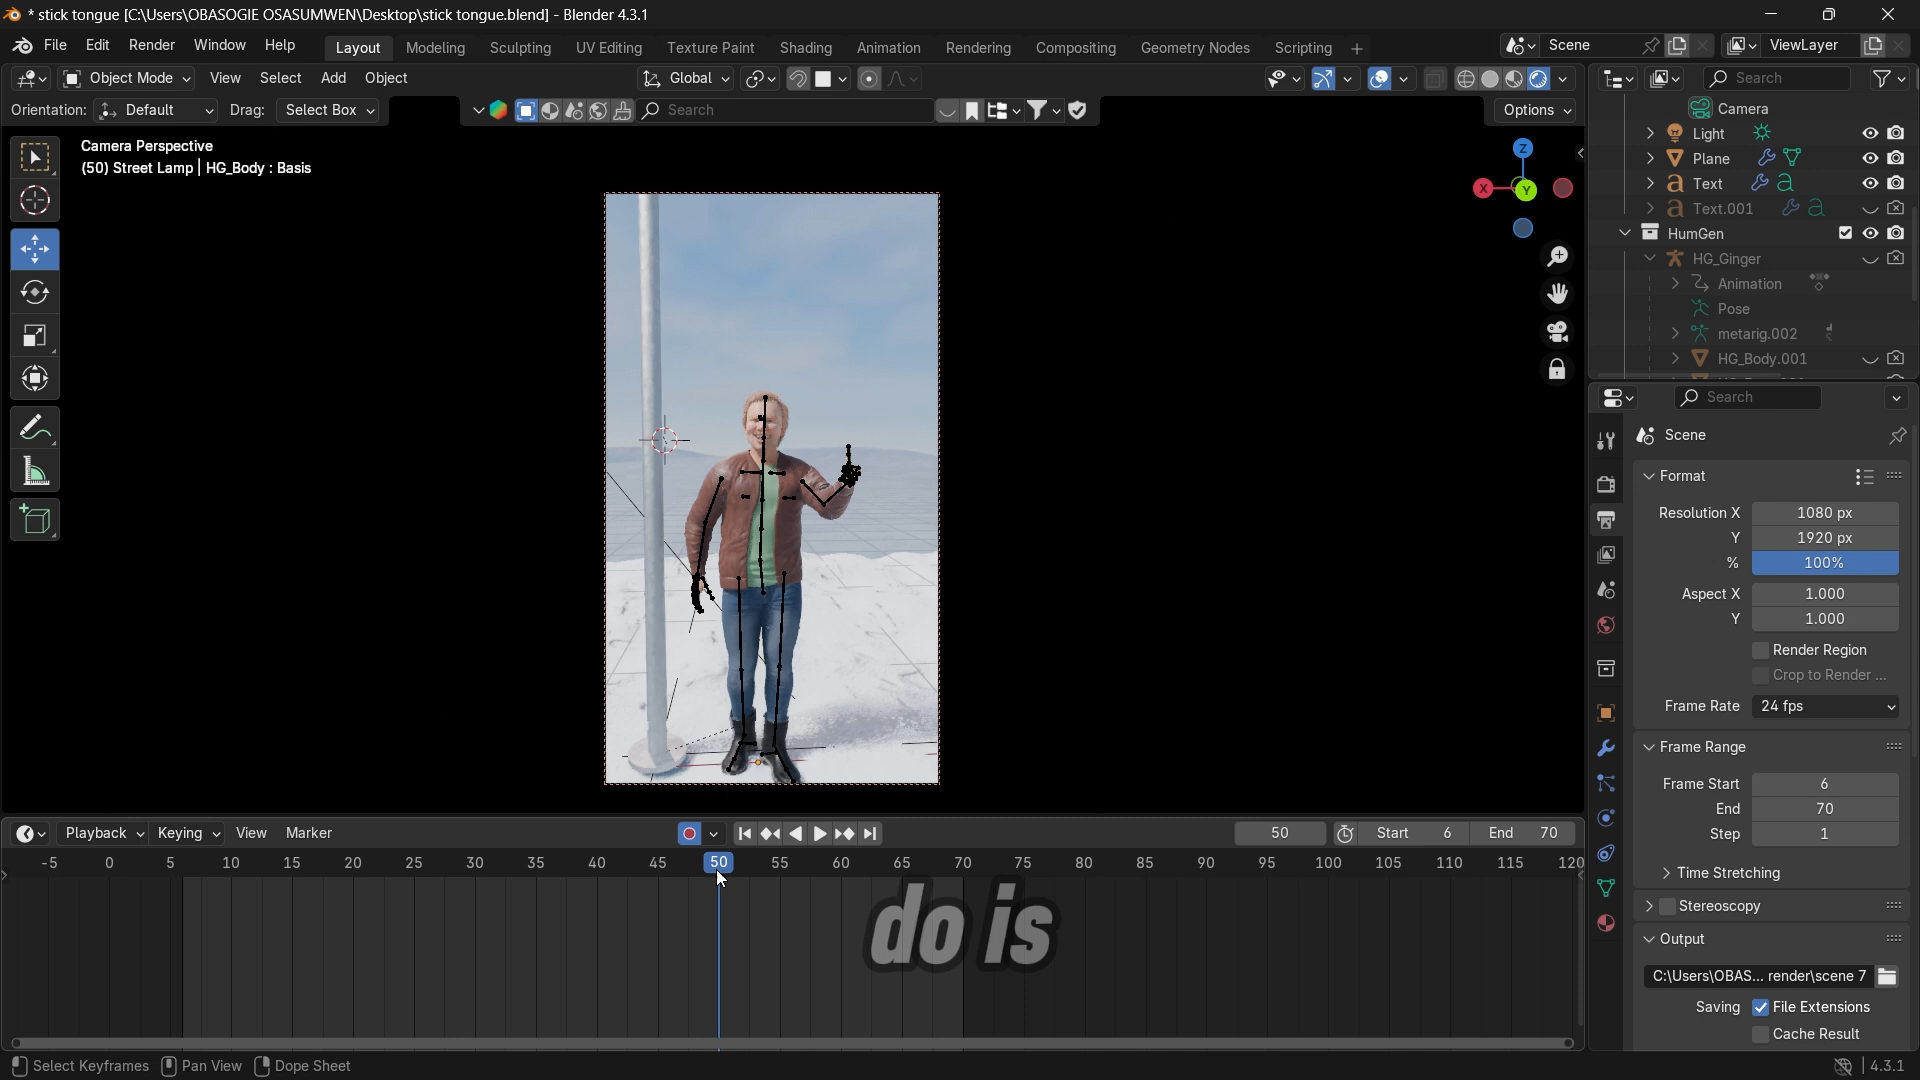 * stick tongue [C:\Users\OBASOGIE OSASUMWEN\Desktop\stick tongue.blend] - Blender 4.3.1
File Edit Render Window Help Layout Modeling Sculpting UV Editing Texture Paint Shading Animation Rendering Compositing Geometry Nodes Scripting + Scene ViewLayer
Object Mode View Select Add Object Global Search
Orientation: Default Drag: Select Box Search Options
Camera Perspective
(50) Street Lamp | HG_Body : Basis
Z
X
Y
Camera
Light
Plane
Text
Text.001
HumGen
HG_Ginger
Animation
Pose
metarig.002
HG_Body.001
Search
Scene
Format
Resolution X 1080 px
Y 1920 px
% 100%
Aspect X 1.000
Y 1.000
Render Region
Crop to Render ...
Frame Rate 24 fps
Frame Range
Frame Start 6
End 70
Step 1
Time Stretching
Stereoscopy
Output
C:\Users\OBAS... render\scene 7
Saving File Extensions
Cache Result
Playback Keying View Marker 50 Start 6 End 70
-5 0 5 10 15 20 25 30 35 40 45 50 55 60 65 70 75 80 85 90 95 100 105 110 115 120
do is
Select Keyframes Pan View Dope Sheet 4.3.1